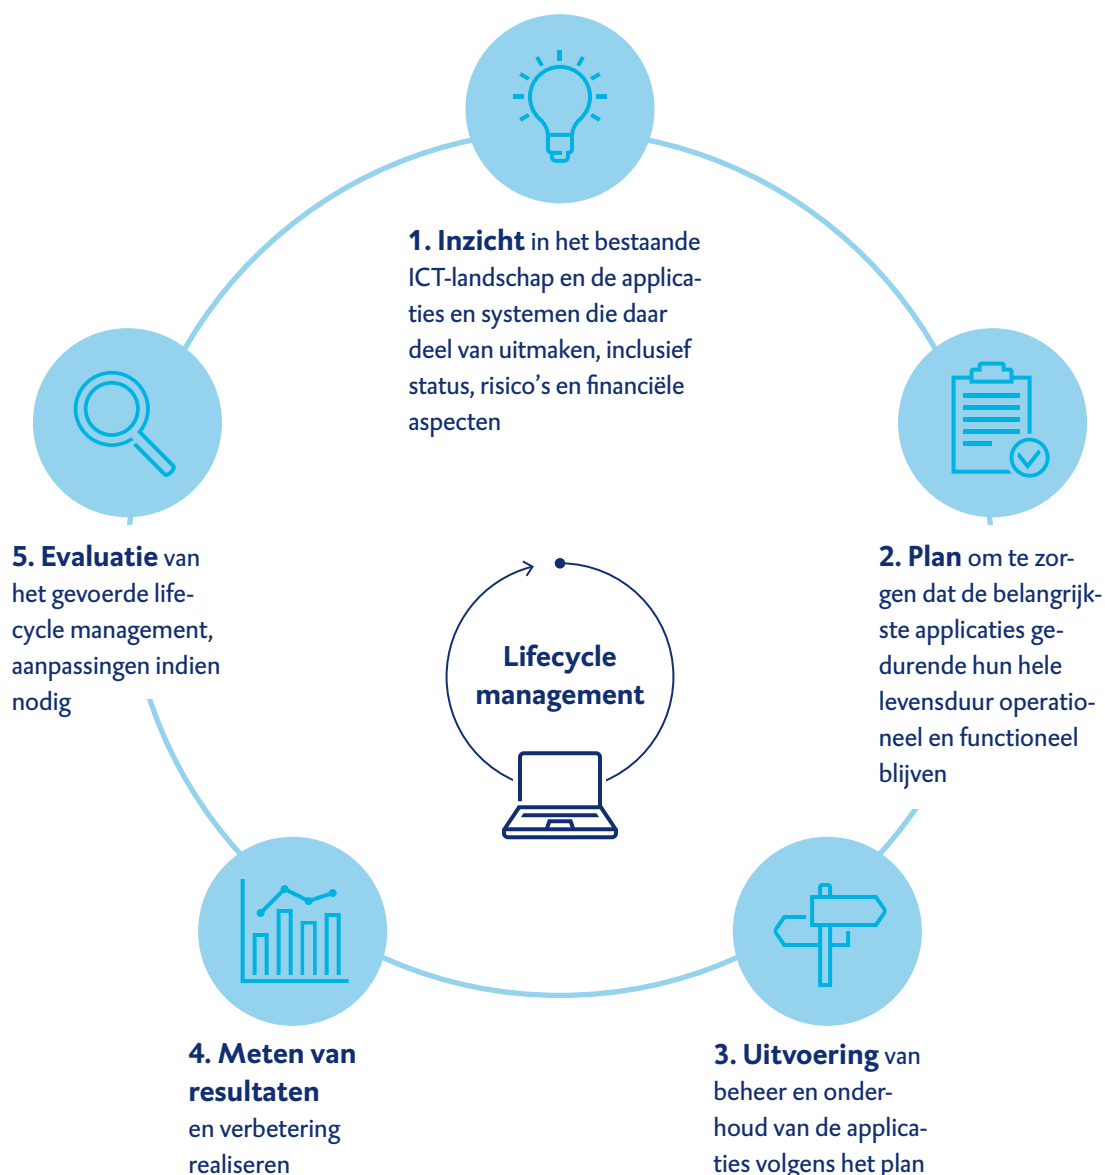 1. Inzicht in het bestaande
ICT-landschap en de applica-
ties en systemen die daar
deel van uitmaken, inclusief
status, risico’s en financiële
aspecten
2. Plan om te zor-
gen dat de belangrijk-
ste applicaties ge-
durende hun hele
levensduur operatio-
neel en functioneel
blijven
3. Uitvoering van
beheer en onder-
houd van de applica-
ties volgens het plan
4. Meten van
resultaten
en verbetering
realiseren
5. Evaluatie van
het gevoerde life-
cycle management,
aanpassingen indien
nodig
Lifecycle
management